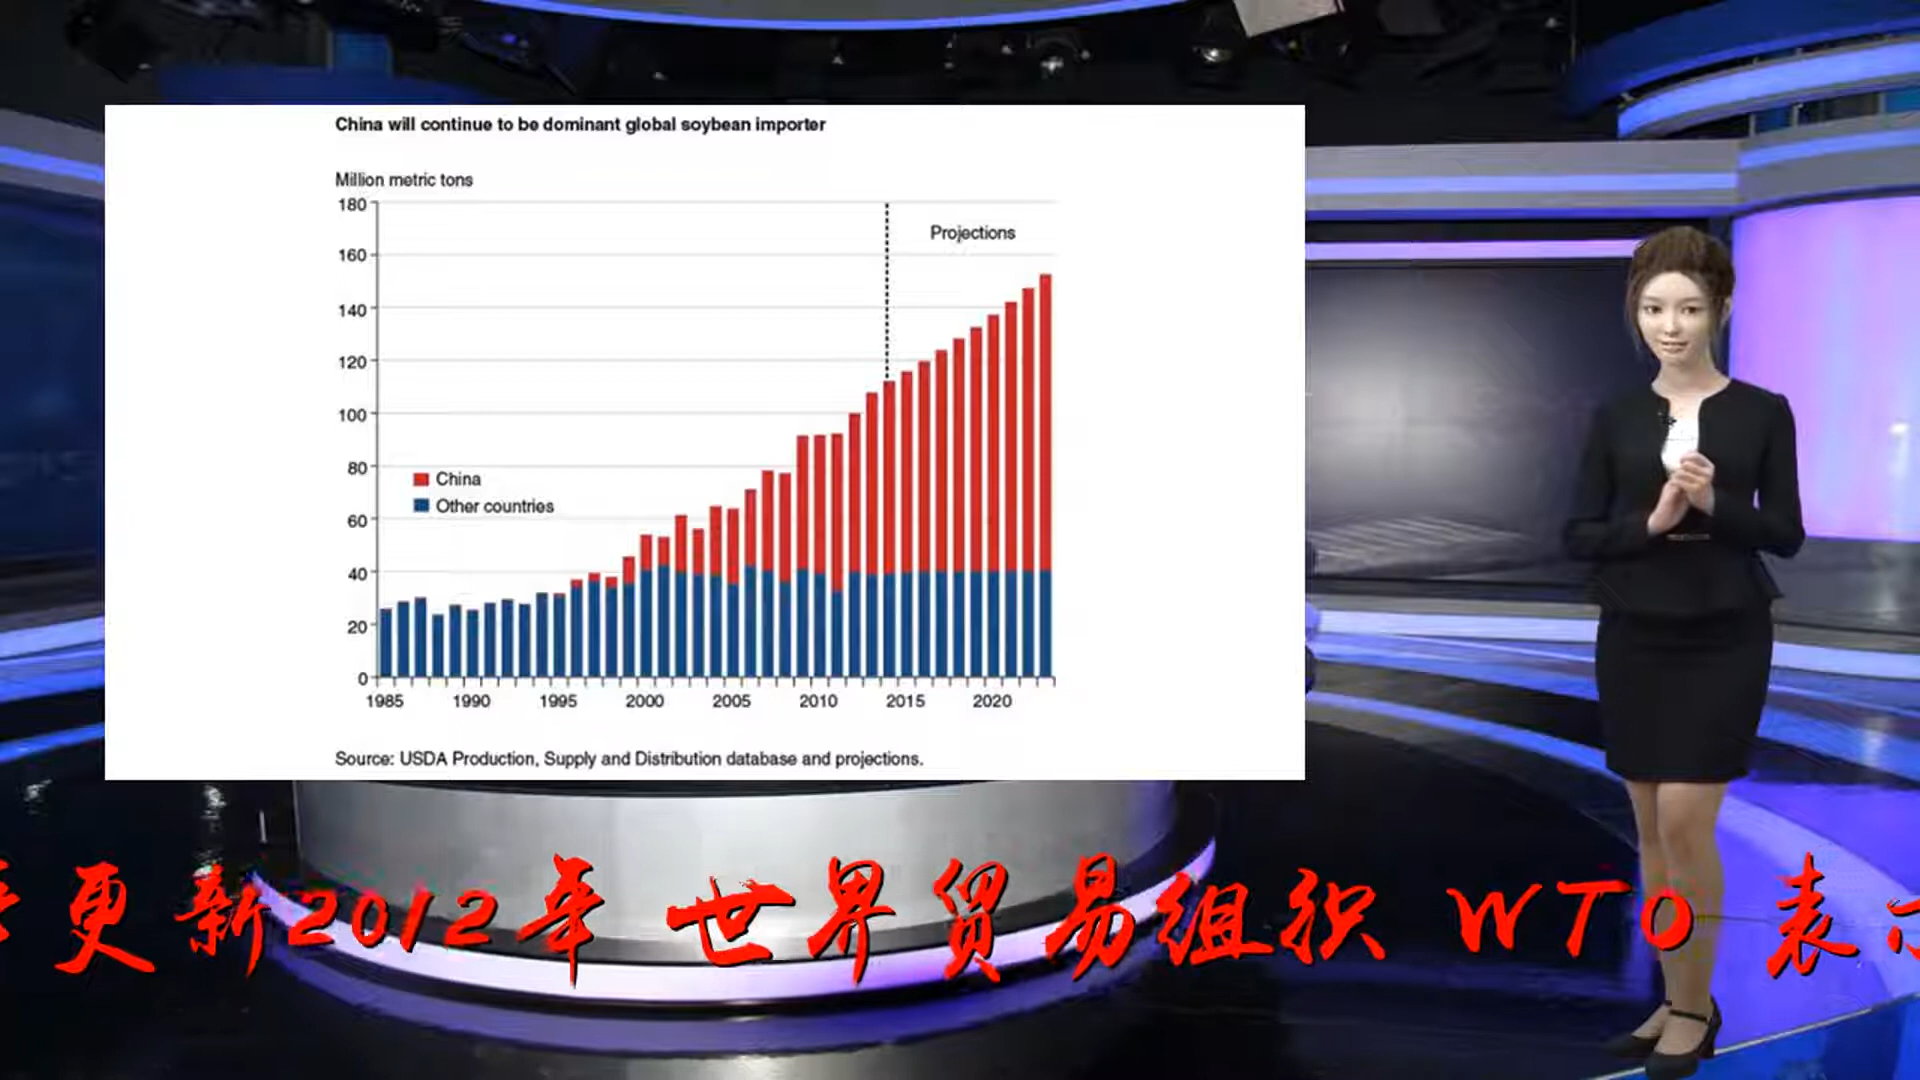 China will continue to be dominant global soybean importer
Million metric tons
180
160
140
120
100
80
60
40
20
0
Projections
China
Other countries
1985 1990 1995 2000 2005 2010 2015 2020
Source: USDA Production, Supply and Distribution database and projections.
更新2012年 世界贸易组织 WTO 表